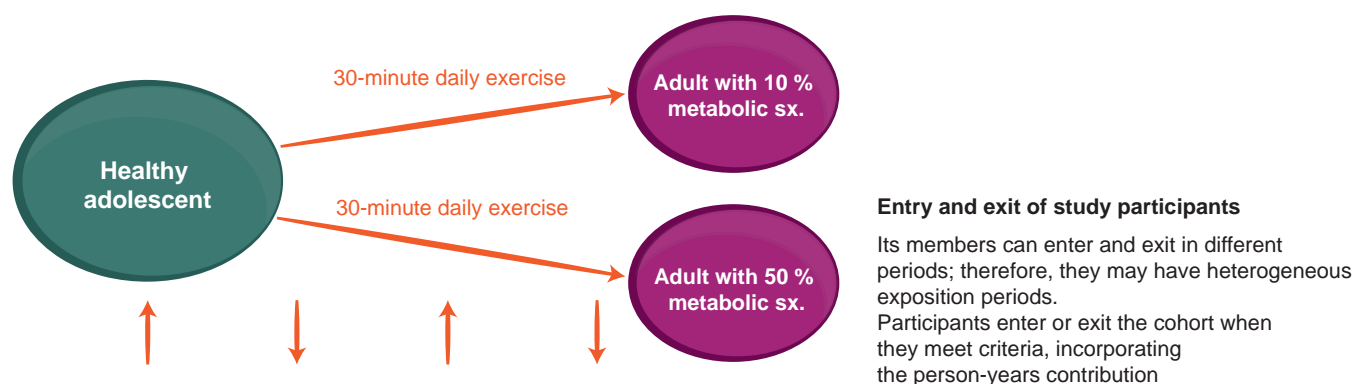 30-minute daily exercise
Adult with 10 %
metabolic sx.
Healthy
adolescent
30-minute daily exercise
Adult with 50 %
metabolic sx.
Entry and exit of study participants
Its members can enter and exit in different
periods; therefore, they may have heterogeneous
exposition periods.
Participants enter or exit the cohort when
they meet criteria, incorporating
the person-years contribution